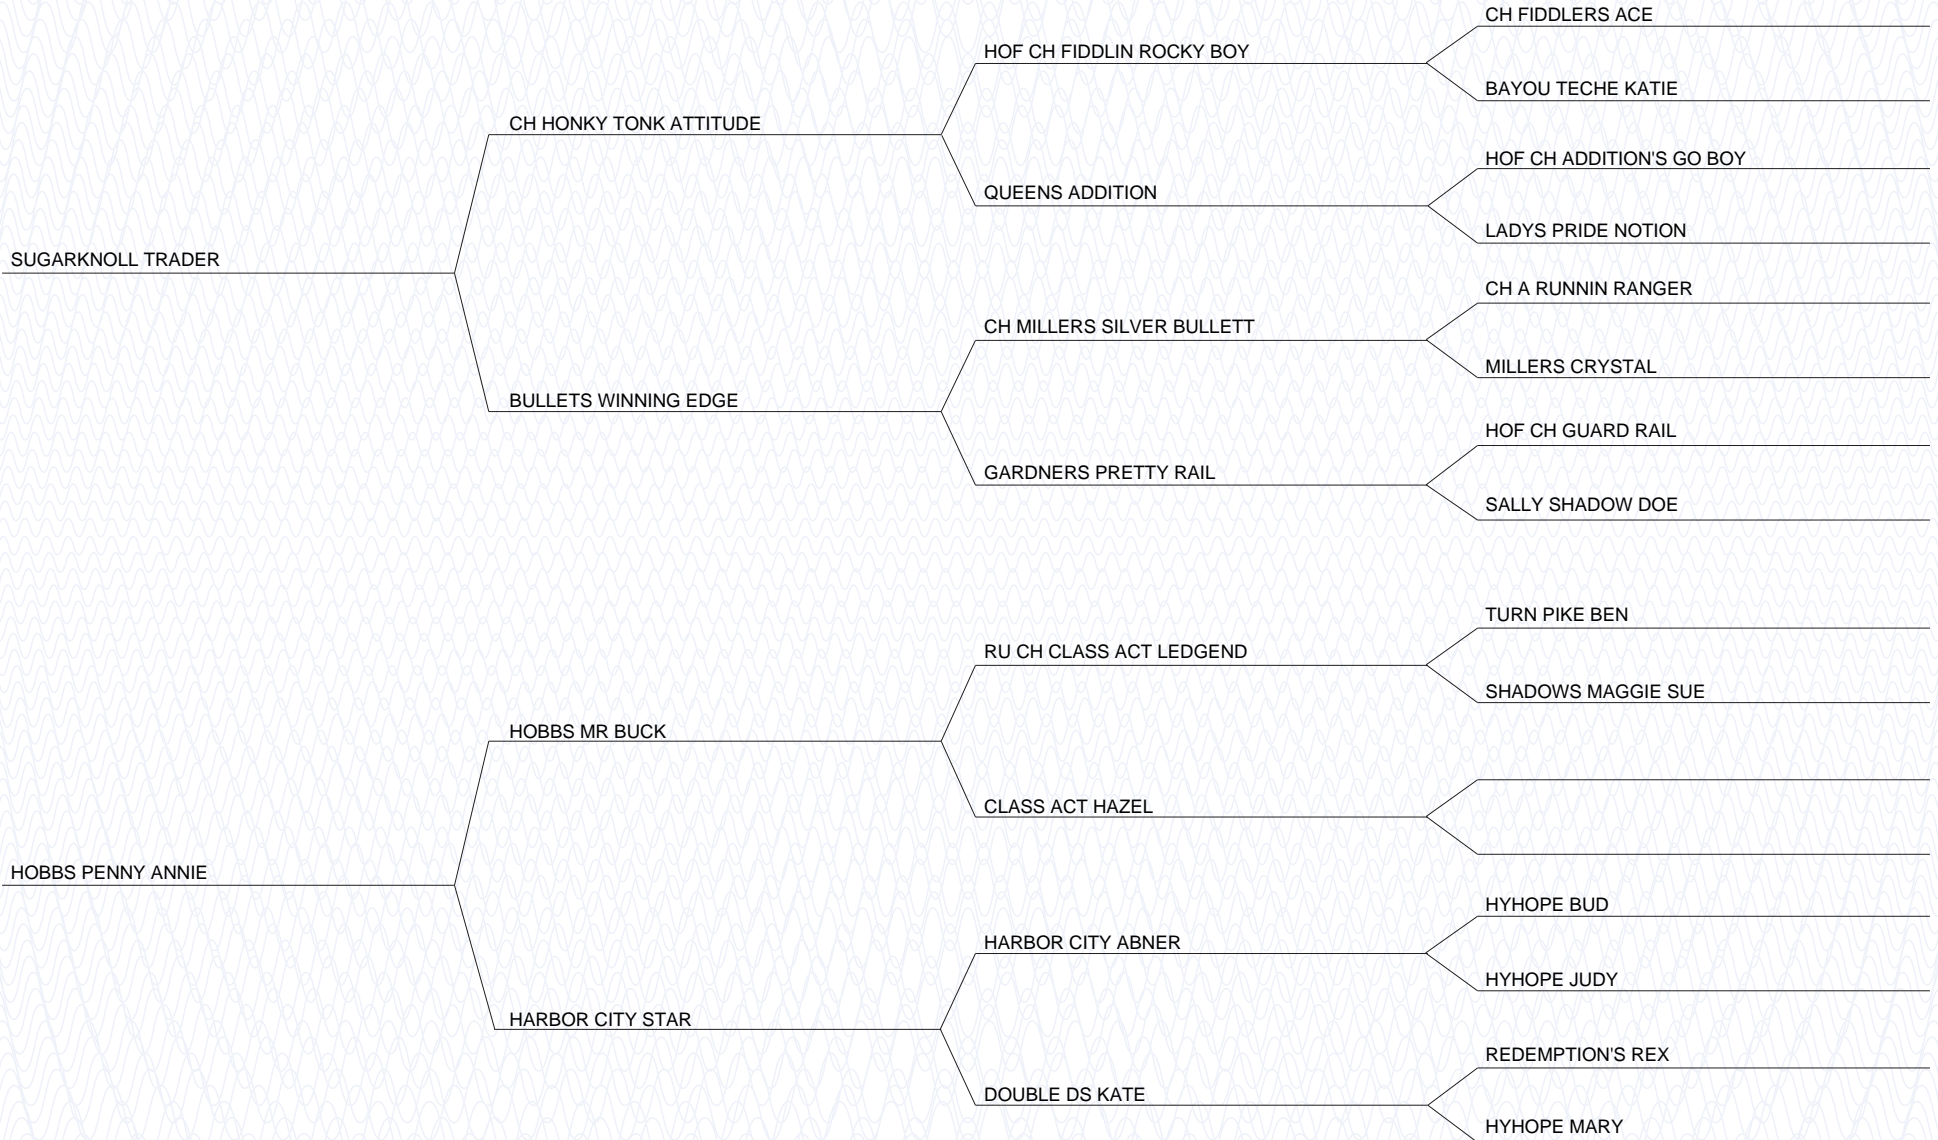 CH FIDDLERS ACE
HOF CH FIDDLIN ROCKY BOY
BAYOU TECHE KATIE
CH HONKY TONK ATTITUDE
HOF CH ADDITION'S GO BOY
QUEENS ADDITION
LADYS PRIDE NOTION
SUGARKNOLL TRADER
CH A RUNNIN RANGER
CH MILLERS SILVER BULLETT
MILLERS CRYSTAL
BULLETS WINNING EDGE
HOF CH GUARD RAIL
GARDNERS PRETTY RAIL
SALLY SHADOW DOE
TURN PIKE BEN
RU CH CLASS ACT LEDGEND
SHADOWS MAGGIE SUE
HOBBS MR BUCK
CLASS ACT HAZEL
HOBBS PENNY ANNIE
HYHOPE BUD
HARBOR CITY ABNER
HYHOPE JUDY
HARBOR CITY STAR
REDEMPTION'S REX
DOUBLE DS KATE
HYHOPE MARY